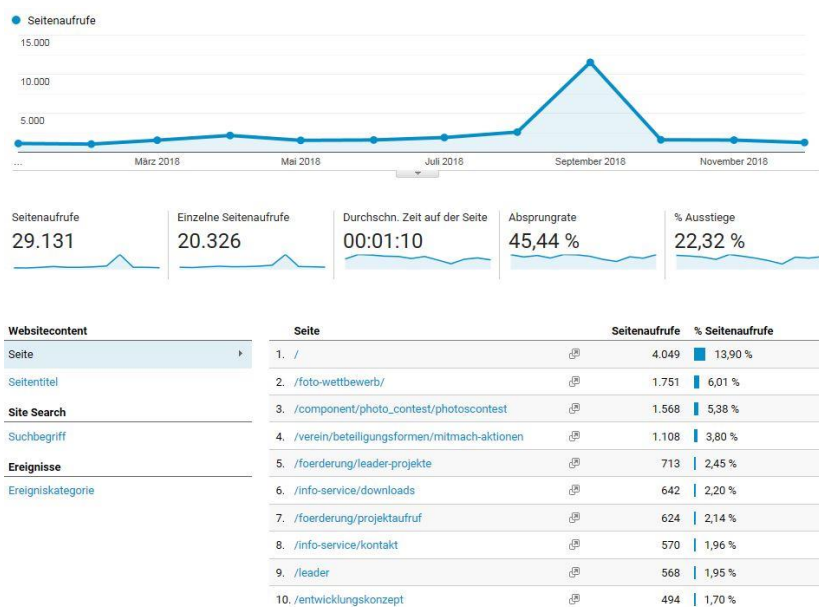 Seitenaufrufe
15.000
10.000
5.000
...
März 2018
Mai 2018
Juli 2018
September 2018
November 2018
Seitenaufrufe
29.131
Einzelne Seitenaufrufe
20.326
Durchschn. Zeit auf der Seite
00:01:10
Absprungrate
45,44 %
% Ausstiege
22,32 %
Websitecontent
Seite
Seitentitel
Site Search
Suchbegriff
Ereignisse
Ereigniskategorie
Seite Seitenaufrufe % Seitenaufrufe
1. / 4.049 13,90 %
2. /foto-wettbewerb/ 1.751 6,01 %
3. /component/photo_contest/photoscontest 1.568 5,38 %
4. /verein/beteiligungsformen/mitmach-aktionen 1.108 3,80 %
5. /foerderung/leader-projekte 713 2,45 %
6. /info-service/downloads 642 2,20 %
7. /foerderung/projektaufruf 624 2,14 %
8. /info-service/kontakt 570 1,96 %
9. /leader 568 1,95 %
10. /entwicklungskonzept 494 1,70 %